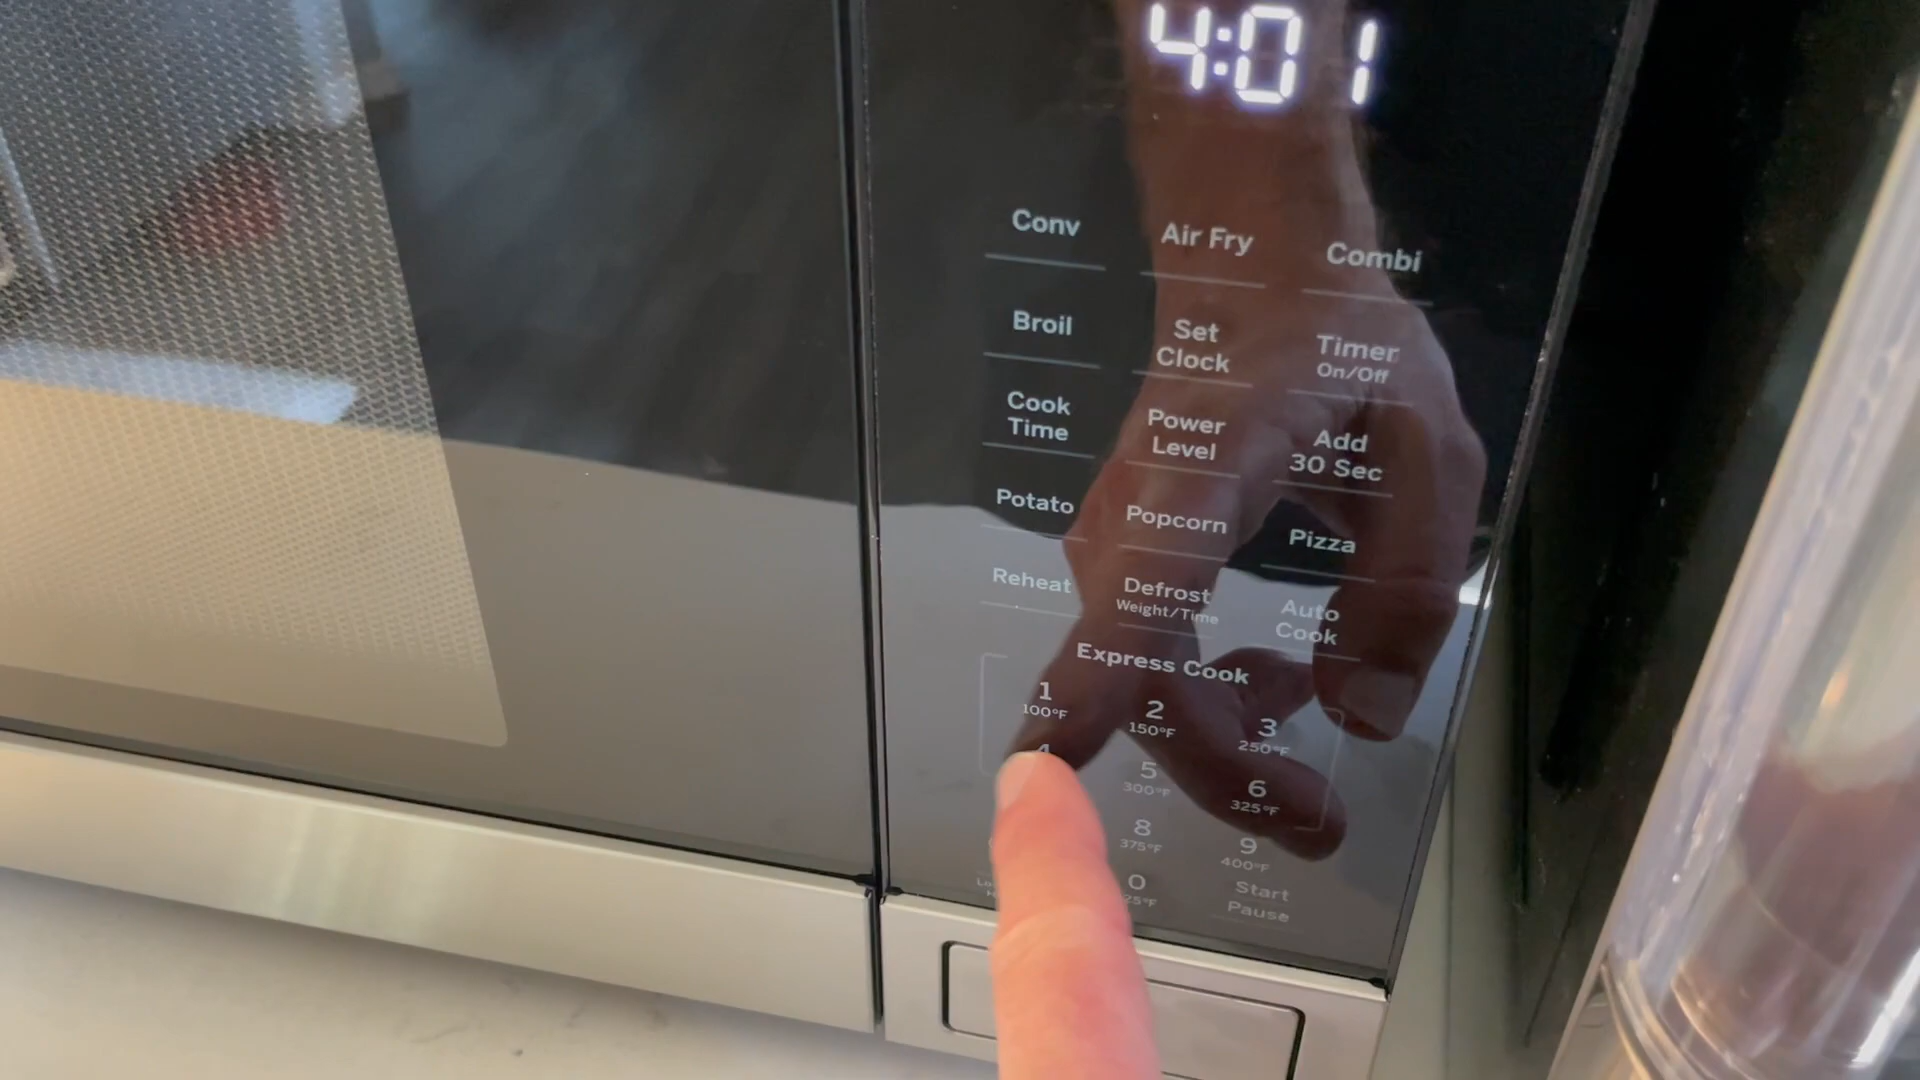 4:01
Conv
Air Fry
Combi
Broil
Set
Clock
Timer
On/Off
Cook
Time
Power
Level
Add
30 Sec
Potato
Popcorn
Pizza
Reheat
Defrost
Weight/Time
Auto
Cook
Express Cook
1
100°F
2
150°F
3
250°F
4
5
300°F
6
325°F
8
375°F
9
400°F
0
25°F
Start
Pause